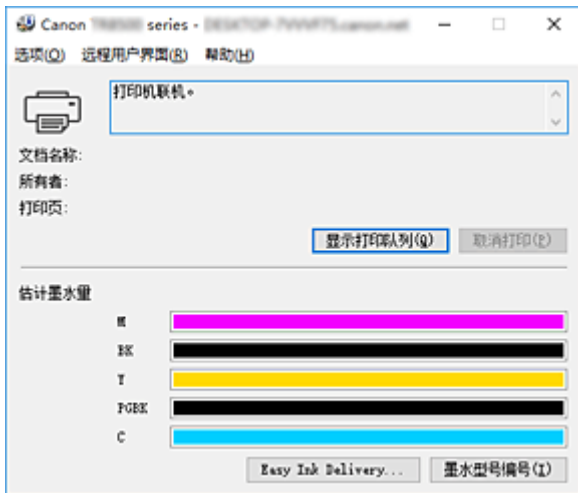 Canon series -
选项(O) 远程用户界面(R) 帮助(H)
打印机联机。
文档名称:
所有者:
打印页:
显示打印队列(Q) 取消打印(P)
估计墨水量
M
BK
Y
PGBK
C
Easy Ink Delivery... 墨水型号编号(I)